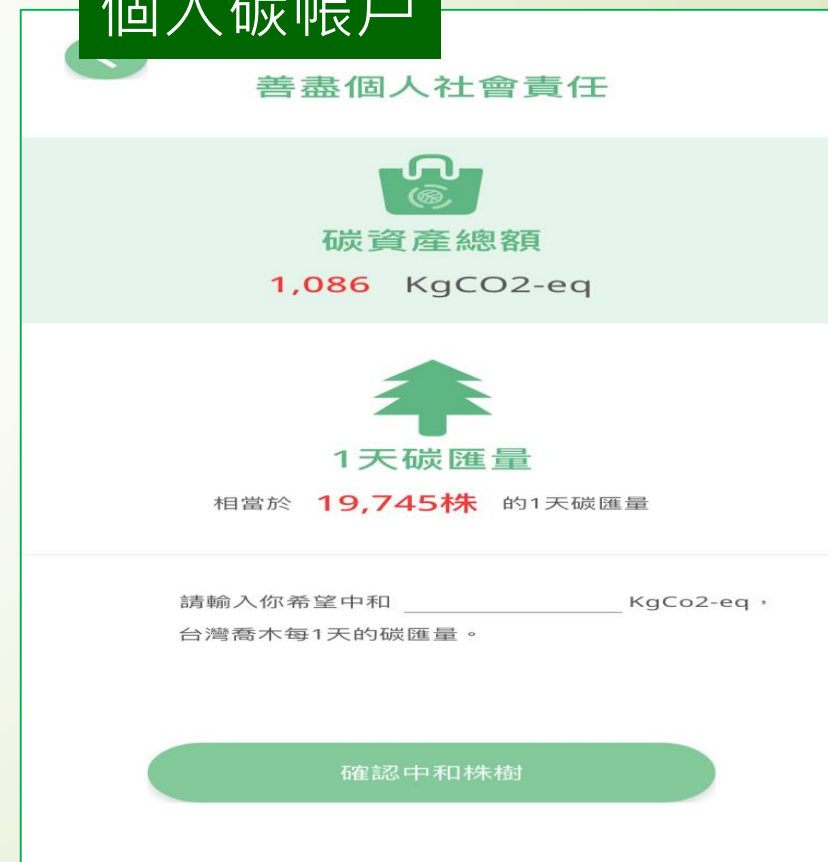 個人碳帳戶
善盡個人社會責任
碳資產總額
1,086 KgCO2-eq
1天碳匯量
相當於 19,745株 的1天碳匯量
請輸入你希望中和 ________________ KgCo2-eq，
台灣喬木每1天的碳匯量。
確認中和株樹